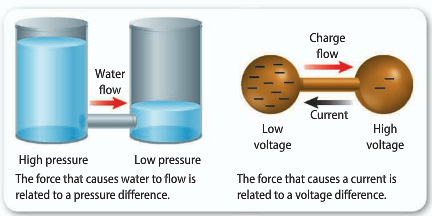 Water
flow
High pressure
Low pressure
The force that causes water to flow is
related to a pressure difference.
Charge
flow
Current
Low
voltage
High
voltage
The force that causes a current is
related to a voltage difference.